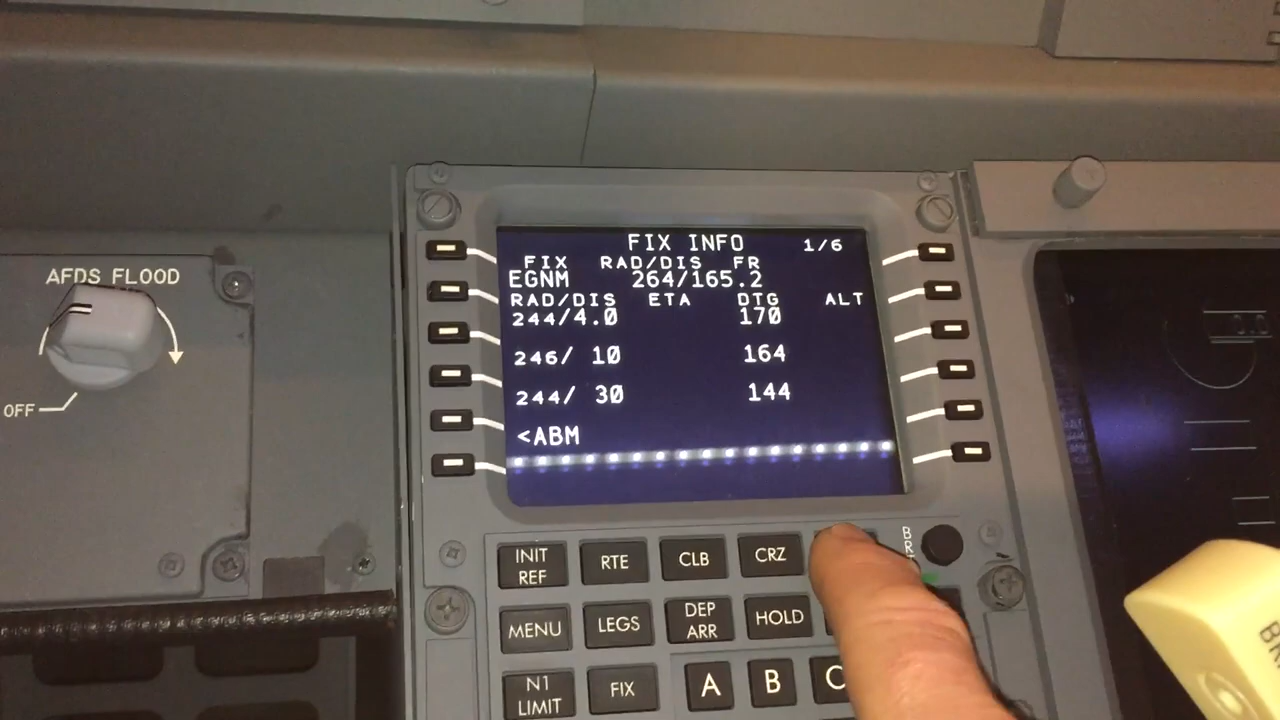 AFDS FLOOD
OFF
FIX INFO 1/6
FIX RAD/DIS FR
EGNM 264/165.2
RAD/DIS ETA DTG ALT
244/4.0 170
246/ 10 164
244/ 30 144
<ABM
INIT REF
RTE
CLB
CRZ
MENU
LEGS
DEP ARR
HOLD
N1 LIMIT
FIX
A
B
C
0.0